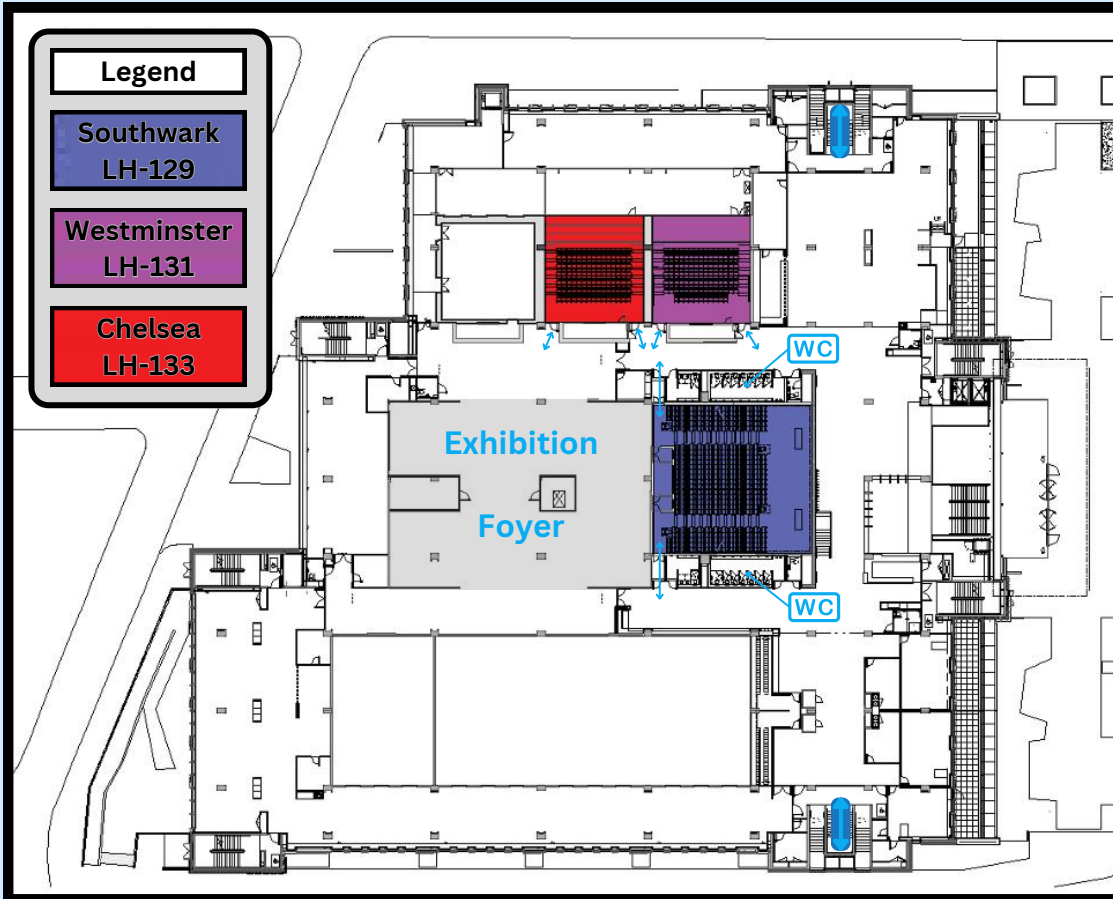 Legend
Southwark
LH-129
Westminster
LH-131
Chelsea
LH-133
WC
Exhibition
Foyer
WC